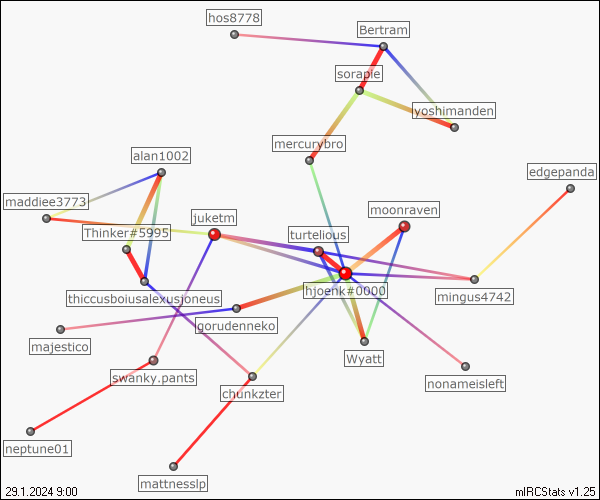 hos8778
Bertram
soraple
yoshimanden
mercurybro
alan1002
edgepanda
maddiee3773
juketm
moonraven
Thinker#5995
turtelious
hjoenk#0000
mingus4742
thiccusboiusalexusjoneus
gorudenneko
majestico
Wyatt
swanky.pants
nonameisleft
chunkzter
neptune01
mattnesslp
29.1.2024 9:00
mIRCStats v1.25